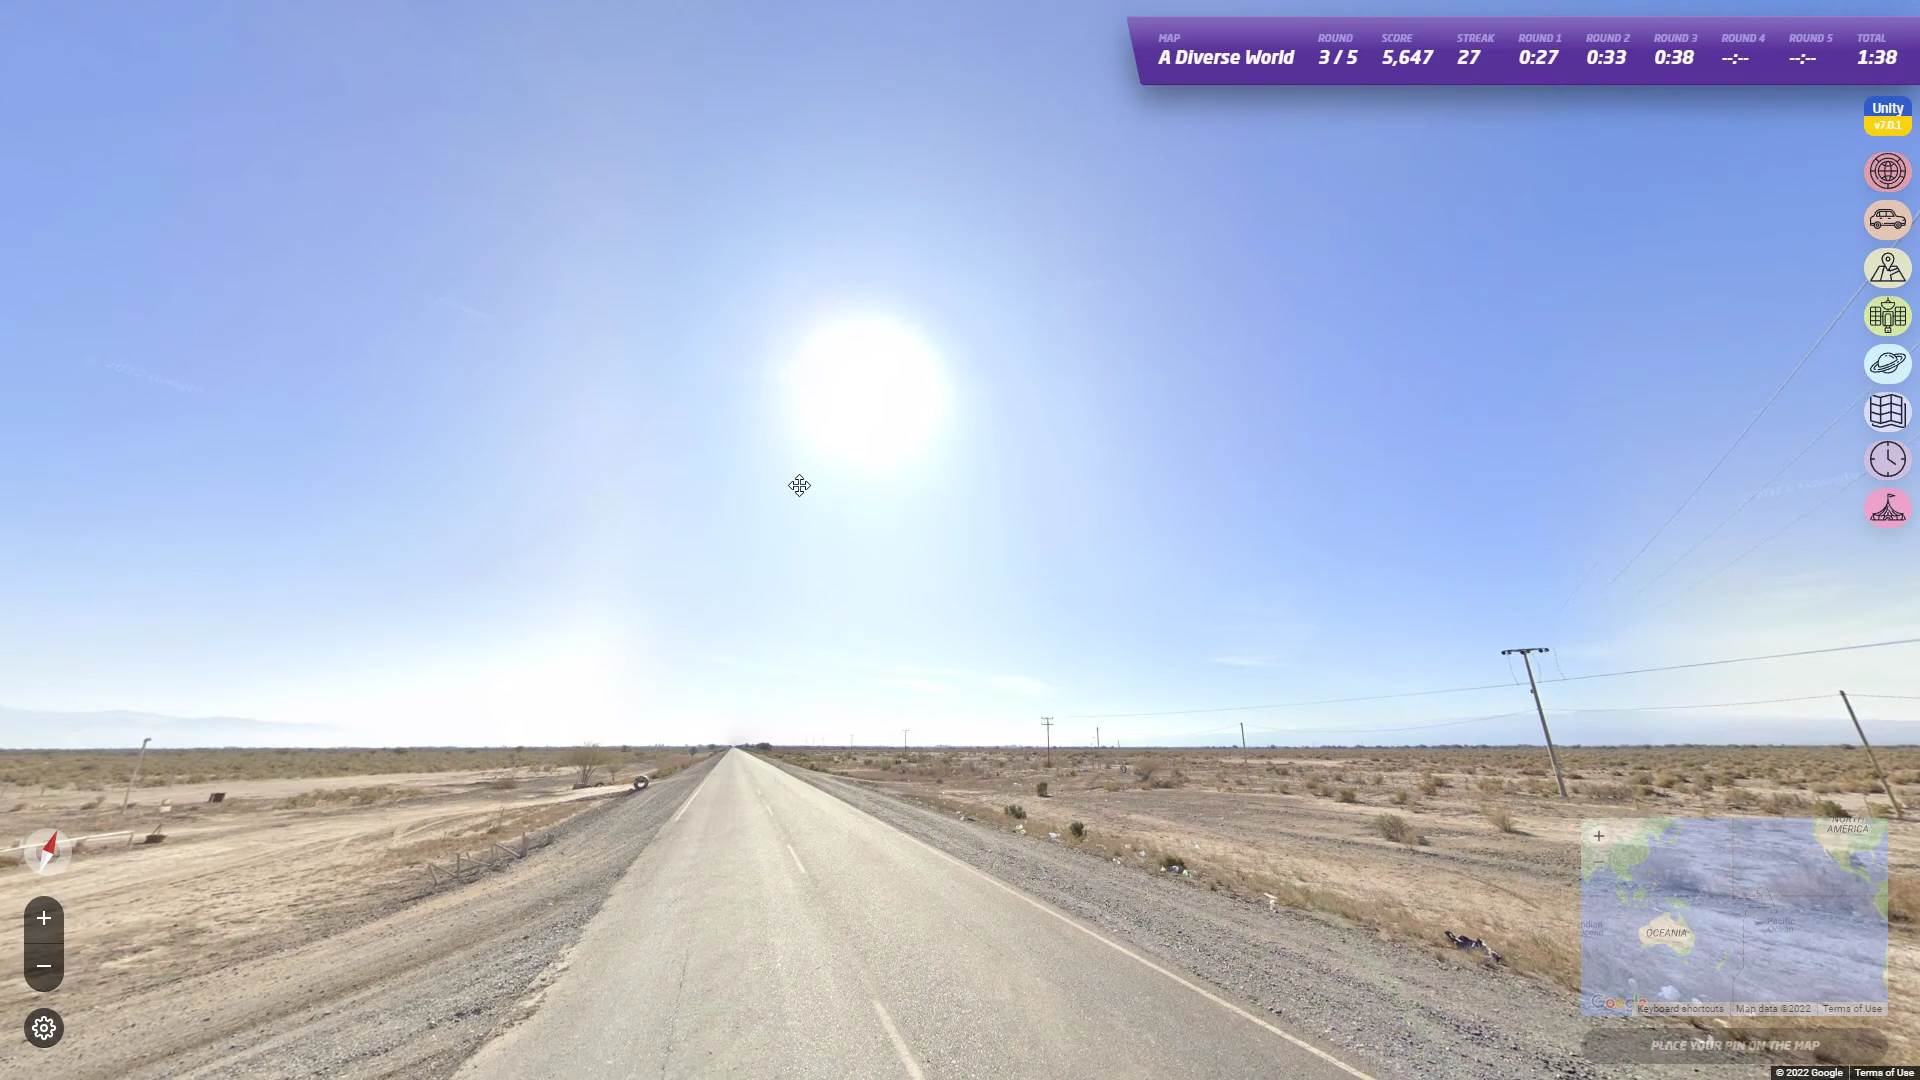 MAP
A Diverse World
ROUND
3 / 5
SCORE
5,647
STREAK
27
ROUND 1
0:27
ROUND 2
0:33
ROUND 3
0:38
ROUND 4
--:--
ROUND 5
--:--
TOTAL
1:38
Unity
v7.0.1
NORTH
AMERICA
OCEANIA
Pacific
Ocean
Indian
Ocean
Google
Keyboard shortcuts
Map data ©2022
Terms of Use
PLACE YOUR PIN ON THE MAP
© 2022 Google
Terms of Use